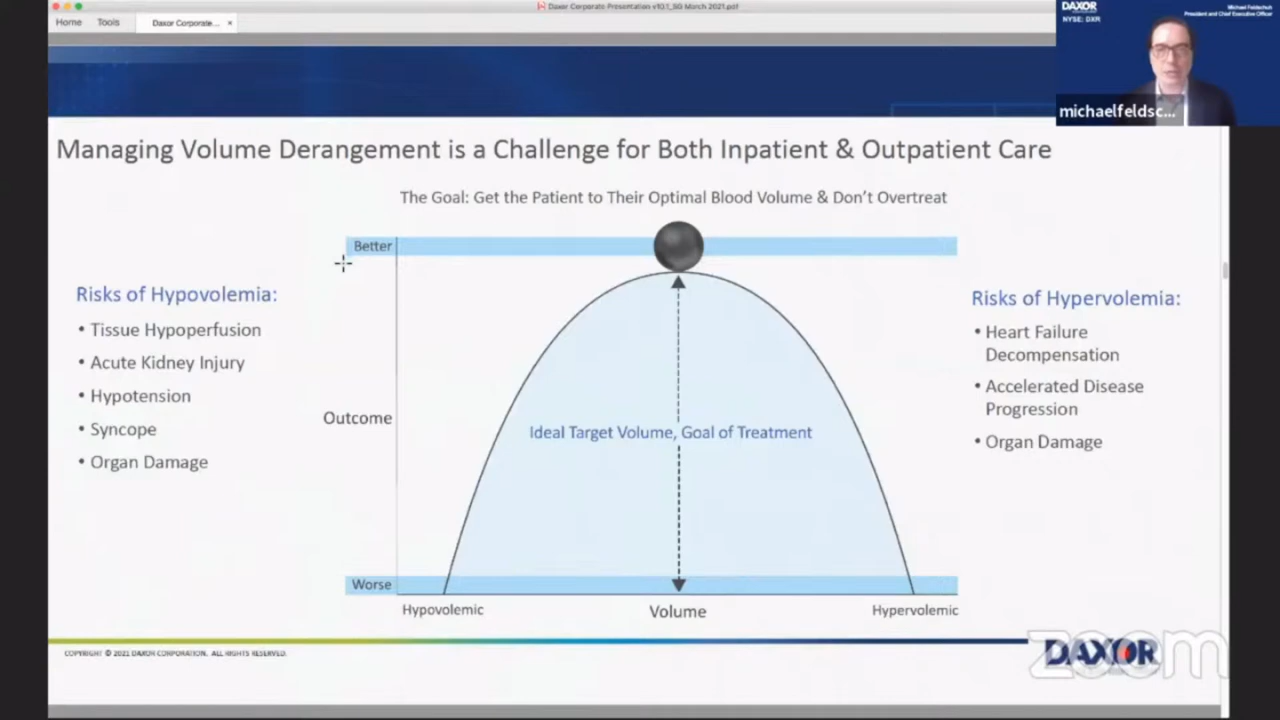 Daxor Corporate Presentation v10.1_SG March 2021.pdf
Home
Tools
Daxor Corporate...
×
DAXOR
NYSE: DXR
Michael Feldschuh
President and Chief Executive Officer
michaelfeldsc...
Managing Volume Derangement is a Challenge for Both Inpatient & Outpatient Care
The Goal: Get the Patient to Their Optimal Blood Volume & Don't Overtreat
Better
Risks of Hypovolemia:
• Tissue Hypoperfusion
• Acute Kidney Injury
• Hypotension
• Syncope
• Organ Damage
Outcome
Ideal Target Volume, Goal of Treatment
Risks of Hypervolemia:
• Heart Failure
Decompensation
• Accelerated Disease
Progression
• Organ Damage
Worse
Hypovolemic
Volume
Hypervolemic
COPYRIGHT © 2021 DAXOR CORPORATION. ALL RIGHTS RESERVED.
DAXOR
zoom